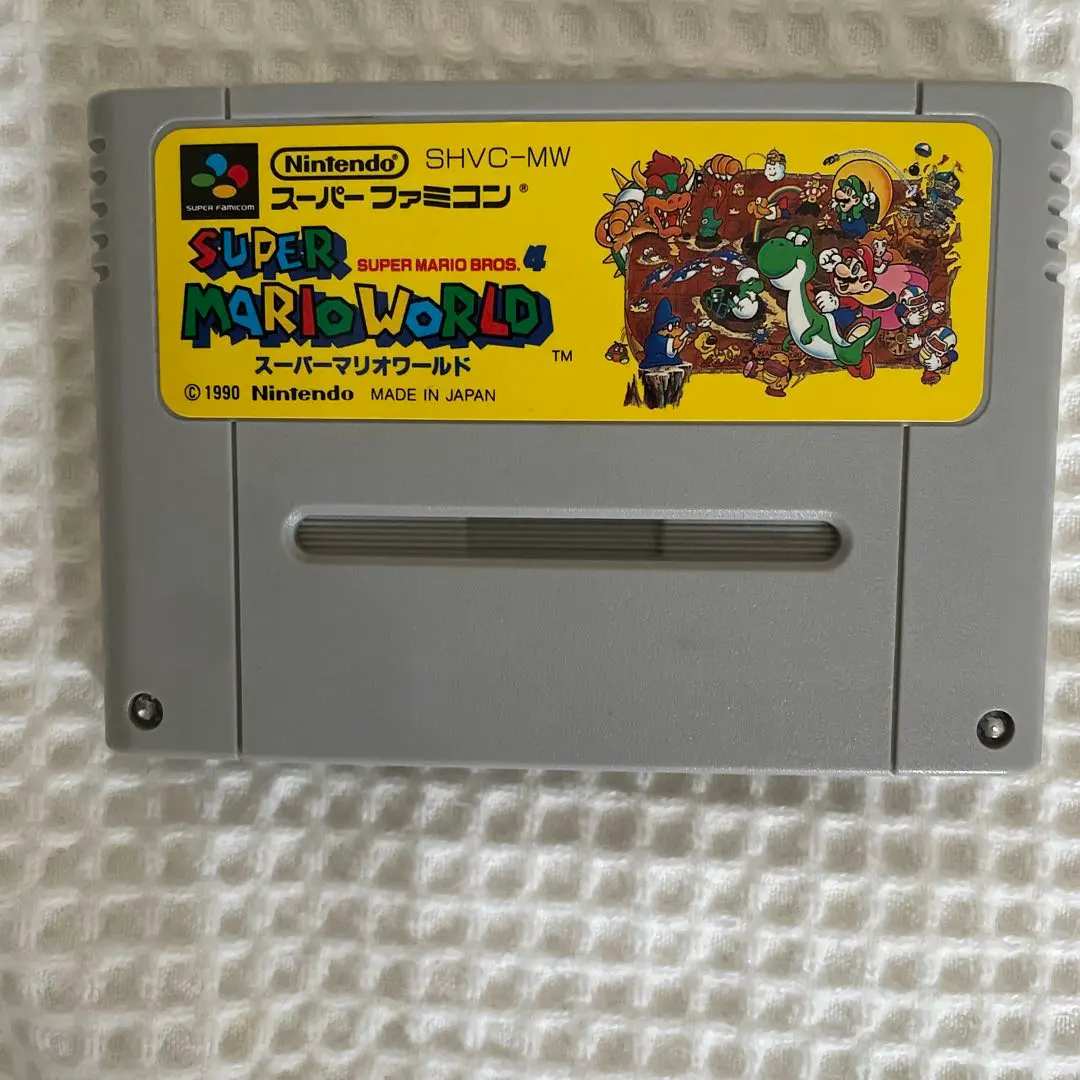 Nintendo® SHVC-MW
SUPER FAMICOM
スーパーファミコン®
SUPER
SUPER MARIO BROS. 4
MARIO WORLD
TM
スーパーマリオワールド
© 1990 Nintendo MADE IN JAPAN